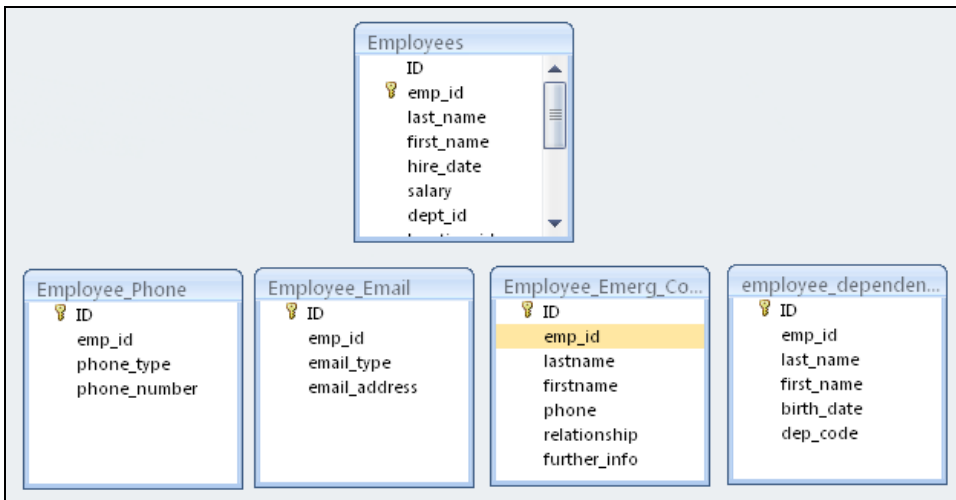 Employees
ID
emp_id
last_name
first_name
hire_date
salary
dept_id
Employee_Phone
ID
emp_id
phone_type
phone_number
Employee_Email
ID
emp_id
email_type
email_address
Employee_Emerg_Co...
ID
emp_id
lastname
firstname
phone
relationship
further_info
employee_dependen...
ID
emp_id
last_name
first_name
birth_date
dep_code